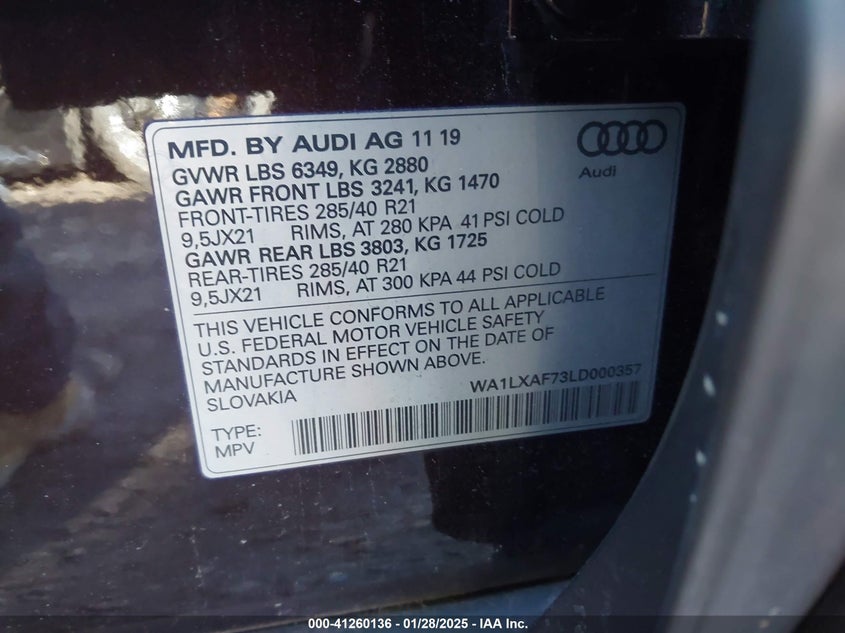 MFD. BY AUDI AG 11 19
Audi
GVWR LBS 6349, KG 2880
GAWR FRONT LBS 3241, KG 1470
FRONT-TIRES 285/40 R21
9,5JX21 RIMS, AT 280 KPA 41 PSI COLD
GAWR REAR LBS 3803, KG 1725
REAR-TIRES 285/40 R21
9,5JX21 RIMS, AT 300 KPA 44 PSI COLD
THIS VEHICLE CONFORMS TO ALL APPLICABLE
U.S. FEDERAL MOTOR VEHICLE SAFETY
STANDARDS IN EFFECT ON THE DATE OF
MANUFACTURE SHOWN ABOVE.
SLOVAKIA WA1LXAF73LD000357
TYPE:
MPV
000-41260136 - 01/28/2025 - IAA Inc.